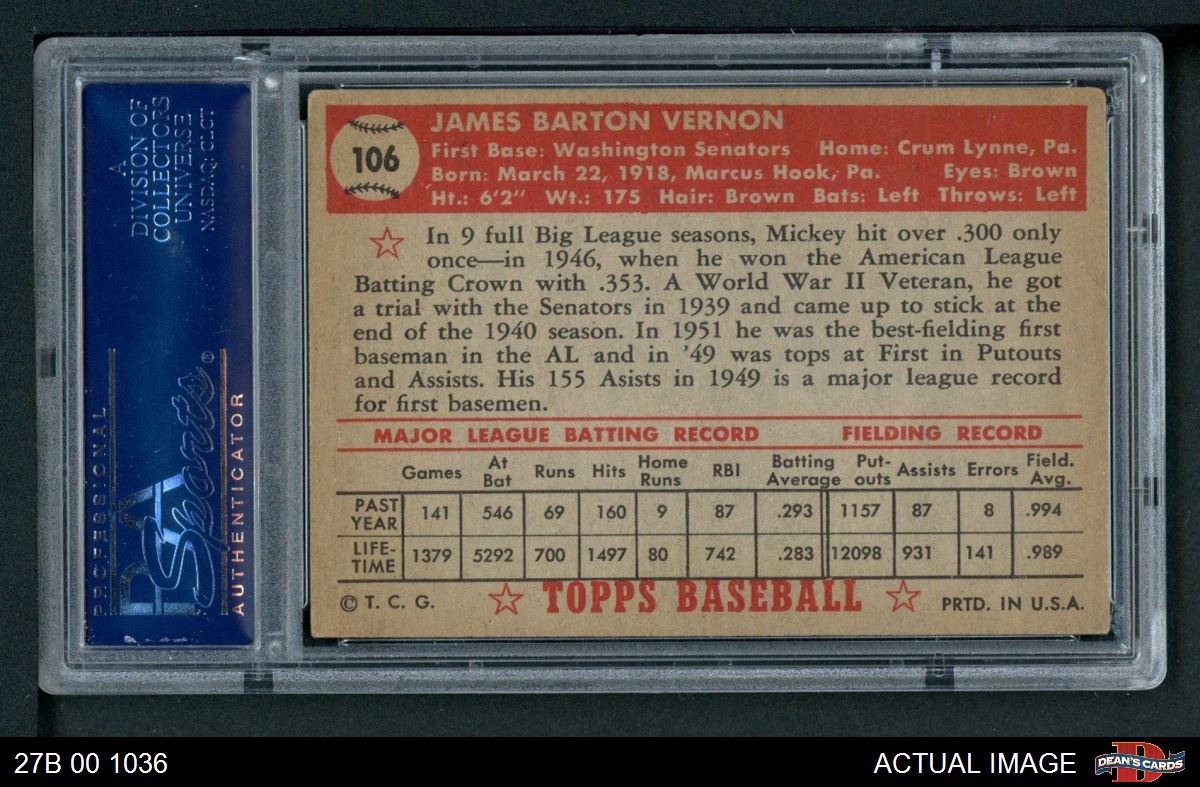 A
DIVISION OF
COLLECTORS
UNIVERSE
NASDAQ: CLCT
PROFESSIONAL
PSA
Sports®
AUTHENTICATOR
106
JAMES BARTON VERNON
First Base: Washington Senators Home: Crum Lynne, Pa.
Born: March 22, 1918, Marcus Hook, Pa. Eyes: Brown
Ht.: 6'2" Wt.: 175 Hair: Brown Bats: Left Throws: Left
In 9 full Big League seasons, Mickey hit over .300 only
once—in 1946, when he won the American League
Batting Crown with .353. A World War II Veteran, he got
a trial with the Senators in 1939 and came up to stick at the
end of the 1940 season. In 1951 he was the best-fielding first
baseman in the AL and in '49 was tops at First in Putouts
and Assists. His 155 Asists in 1949 is a major league record
for first basemen.
MAJOR LEAGUE BATTING RECORD FIELDING RECORD
Games At Bat Runs Hits Home Runs RBI Batting Average Put-outs Assists Errors Field. Avg.
PAST YEAR 141 546 69 160 9 87 .293 1157 87 8 .994
LIFE-TIME 1379 5292 700 1497 80 742 .283 12098 931 141 .989
© T. C. G. TOPPS BASEBALL PRTD. IN U.S.A.
27B 00 1036 ACTUAL IMAGE
D
DEAN'S CARDS